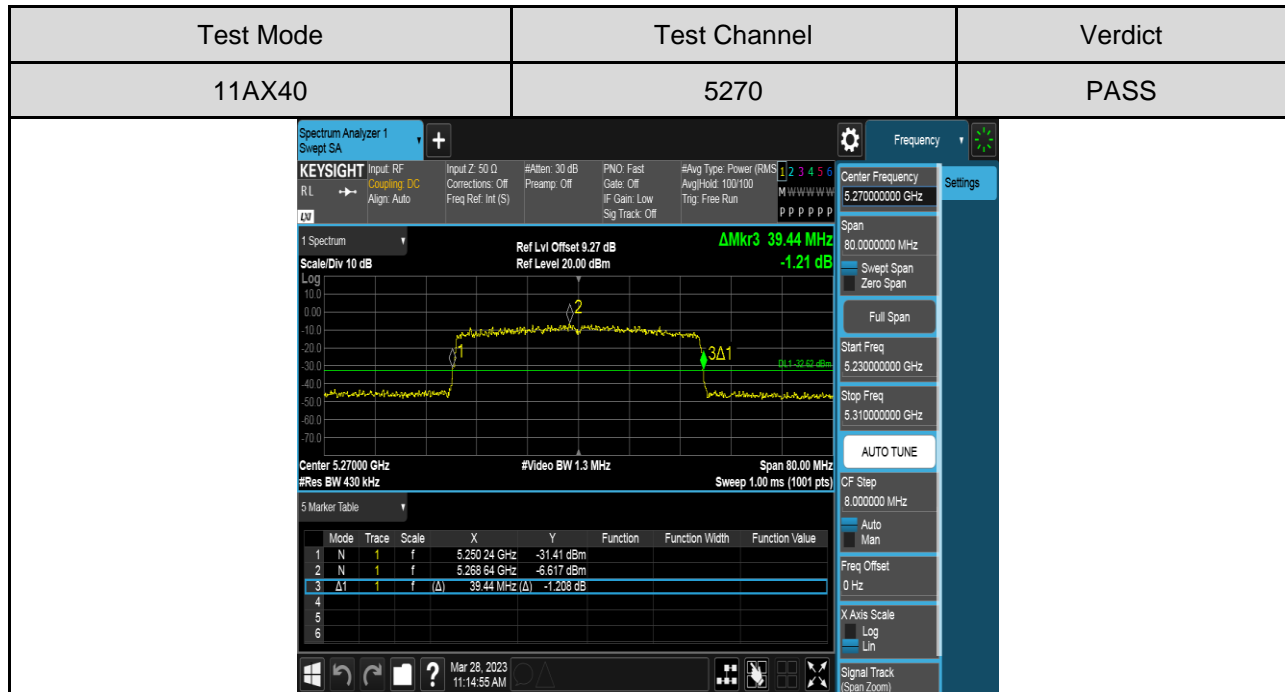 Test Mode Test Channel Verdict
11AX40 5270 PASS
Spectrum Analyzer 1
Swept SA
+
Frequency
KEYSIGHT Input: RF Input Z: 50 Ω #Atten: 30 dB PNO: Fast #Avg Type: Power (RMS 1 2 3 4 5 6
RL Coupling: DC Corrections: Off Preamp: Off Gate: Off Avg|Hold: 100/100 M W W W W W
Align: Auto Freq Ref: Int (S) IF Gain: Low Trig: Free Run
LXI Sig Track: Off P P P P P P
Center Frequency
5.270000000 GHz
Settings
1 Spectrum
Ref Lvl Offset 9.27 dB
ΔMkr3 39.44 MHz
Scale/Div 10 dB Ref Level 20.00 dBm -1.21 dB
Log
10.0
0.00
-10.0
-20.0
-30.0
-40.0
-50.0
-60.0
-70.0
2
1
3Δ1
DL1 -32.62 dBm
Center 5.27000 GHz #Video BW 1.3 MHz Span 80.00 MHz
#Res BW 430 kHz Sweep 1.00 ms (1001 pts)
Span
80.0000000 MHz
Swept Span
Zero Span
Full Span
Start Freq
5.230000000 GHz
Stop Freq
5.310000000 GHz
AUTO TUNE
CF Step
8.000000 MHz
Auto
Man
Freq Offset
0 Hz
X Axis Scale
Log
Lin
Signal Track
(Span Zoom)
5 Marker Table
Mode Trace Scale X Y Function Function Width Function Value
1 N 1 f 5.250 24 GHz -31.41 dBm
2 N 1 f 5.268 64 GHz -6.617 dBm
3 Δ1 1 f (Δ) 39.44 MHz (Δ) -1.208 dB
4
5
6
? Mar 28, 2023
11:14:55 AM